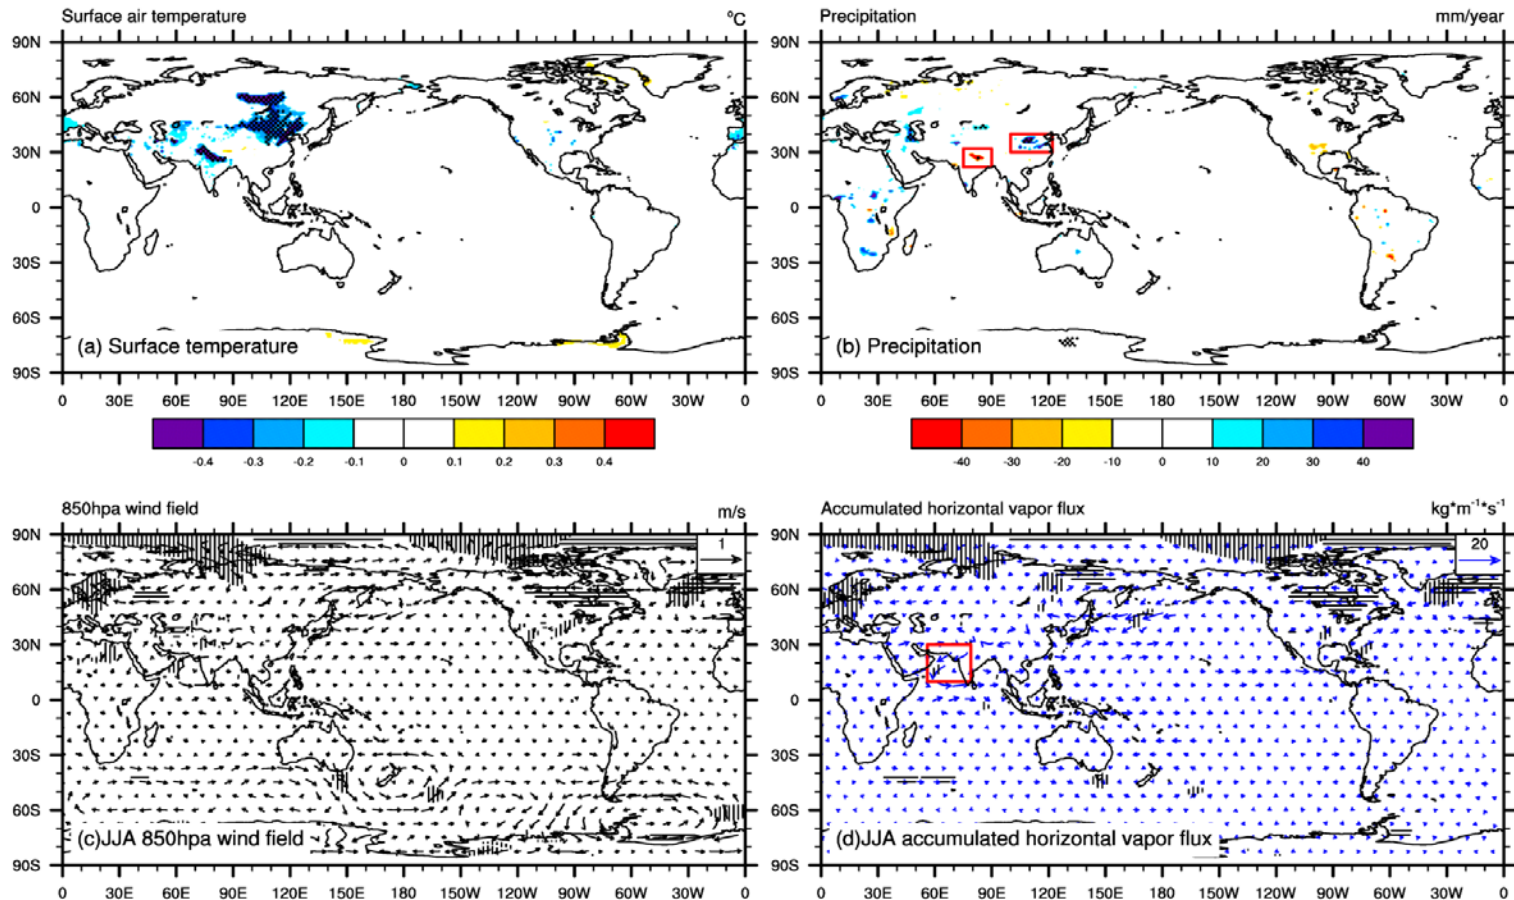 Surface air temperature °C
90N
60N
30N
0
30S
60S
90S
(a) Surface temperature
0 30E 60E 90E 120E 150E 180E 150W 120W 90W 60W 30W 0
-0.4 -0.3 -0.2 -0.1 0 0.1 0.2 0.3 0.4
Precipitation mm/year
90N
60N
30N
0
30S
60S
90S
(b) Precipitation
0 30E 60E 90E 120E 150E 180E 150W 120W 90W 60W 30W 0
-40 -30 -20 -10 0 10 20 30 40
850hpa wind field m/s
1
90N
60N
30N
0
30S
60S
90S
(c)JJA 850hpa wind field
0 30E 60E 90E 120E 150E 180E 150W 120W 90W 60W 30W 0
Accumulated horizontal vapor flux kg*m⁻¹*s⁻¹
20
90N
60N
30N
0
30S
60S
90S
(d)JJA accumulated horizontal vapor flux
0 30E 60E 90E 120E 150E 180E 150W 120W 90W 60W 30W 0